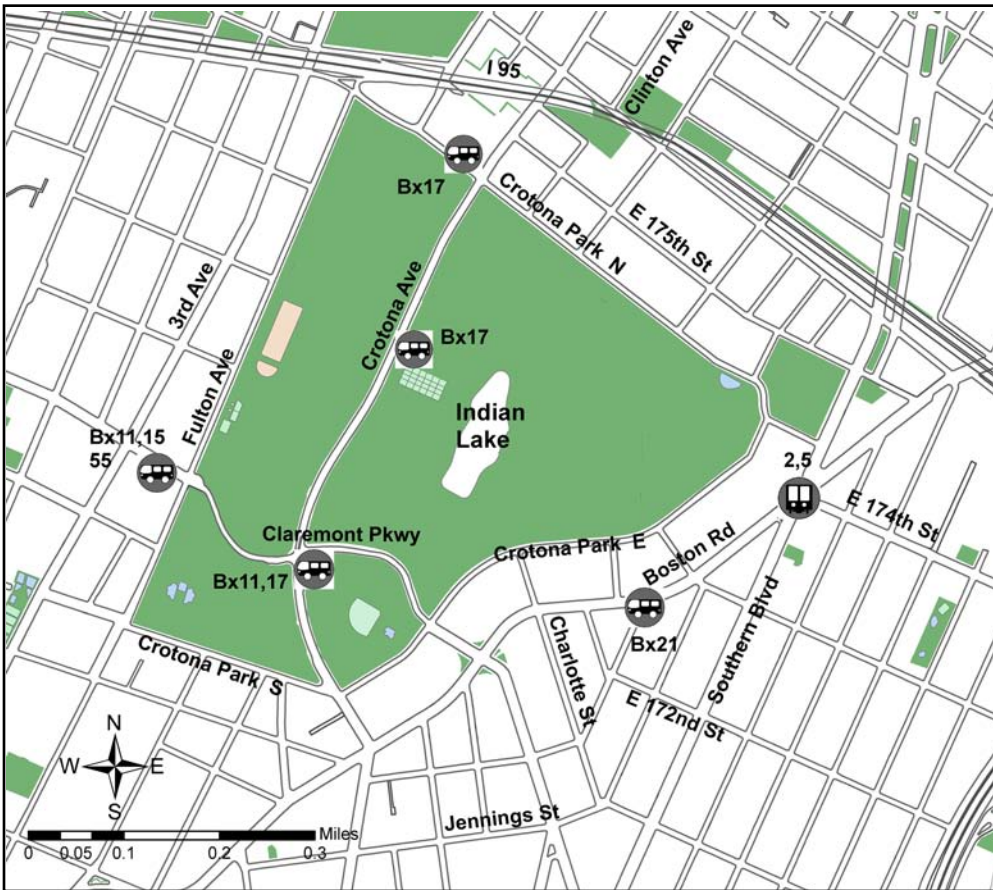 I 95
Clinton Ave
Bx17
Crotona Park N
E 175th St
3rd Ave
Crotona Ave
Bx17
Fulton Ave
Indian
Lake
Bx11,15
55
2,5
E 174th St
Claremont Pkwy
Crotona Park E
Boston Rd
Bx11,17
Bx21
Southern Blvd
Charlotte St
Crotona Park S
E 172nd St
N
W
E
S
Jennings St
Miles
0 0.05 0.1 0.2 0.3